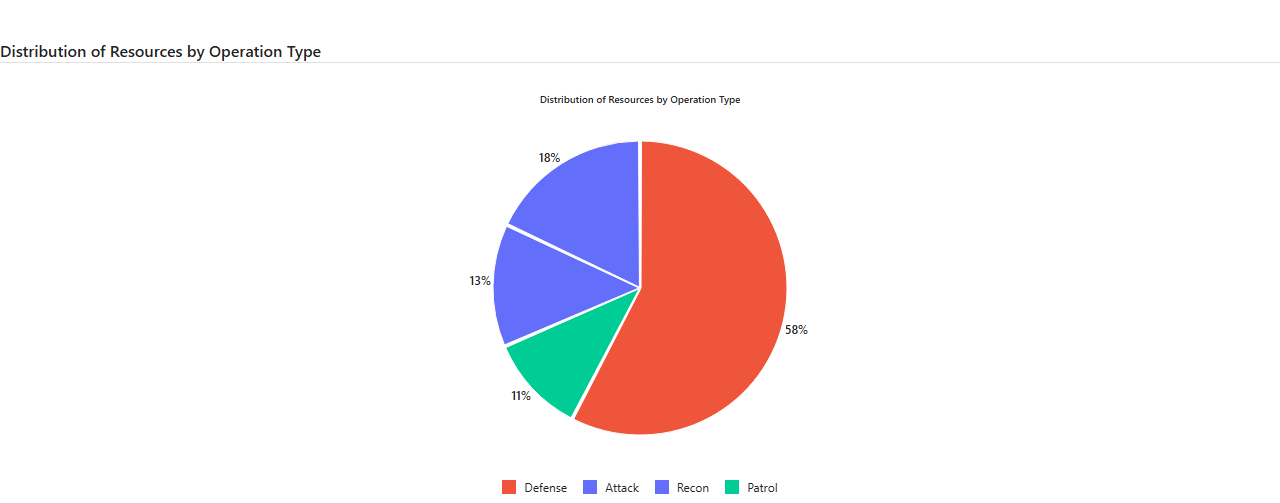 Distribution of Resources by Operation Type
Distribution of Resources by Operation Type
18%
13%
58%
11%
Defense Attack Recon Patrol